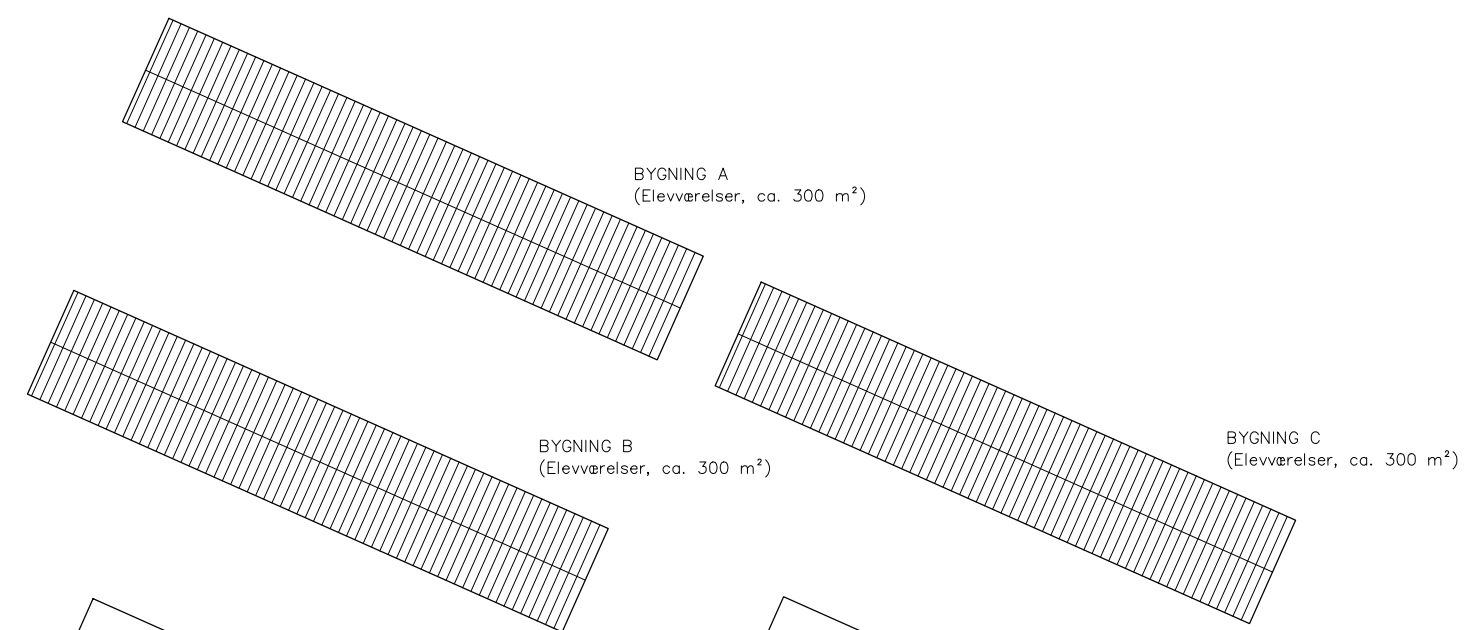 BYGNING A
(Elevværelser, ca. 300 m²)
BYGNING B
(Elevværelser, ca. 300 m²)
BYGNING C
(Elevværelser, ca. 300 m²)